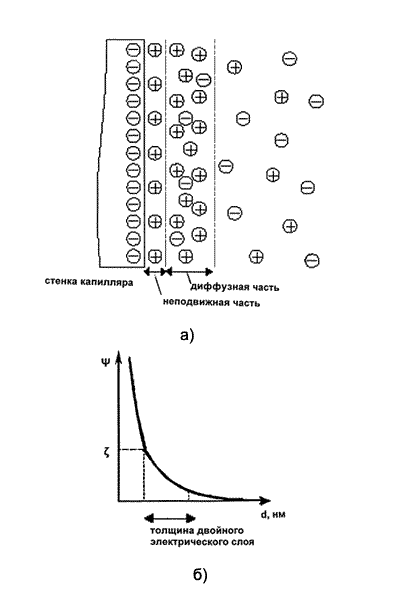 стенка капилляра
диффузная часть
неподвижная часть
а)
ψ
ζ
d, нм
толщина двойного
электрического слоя
б)